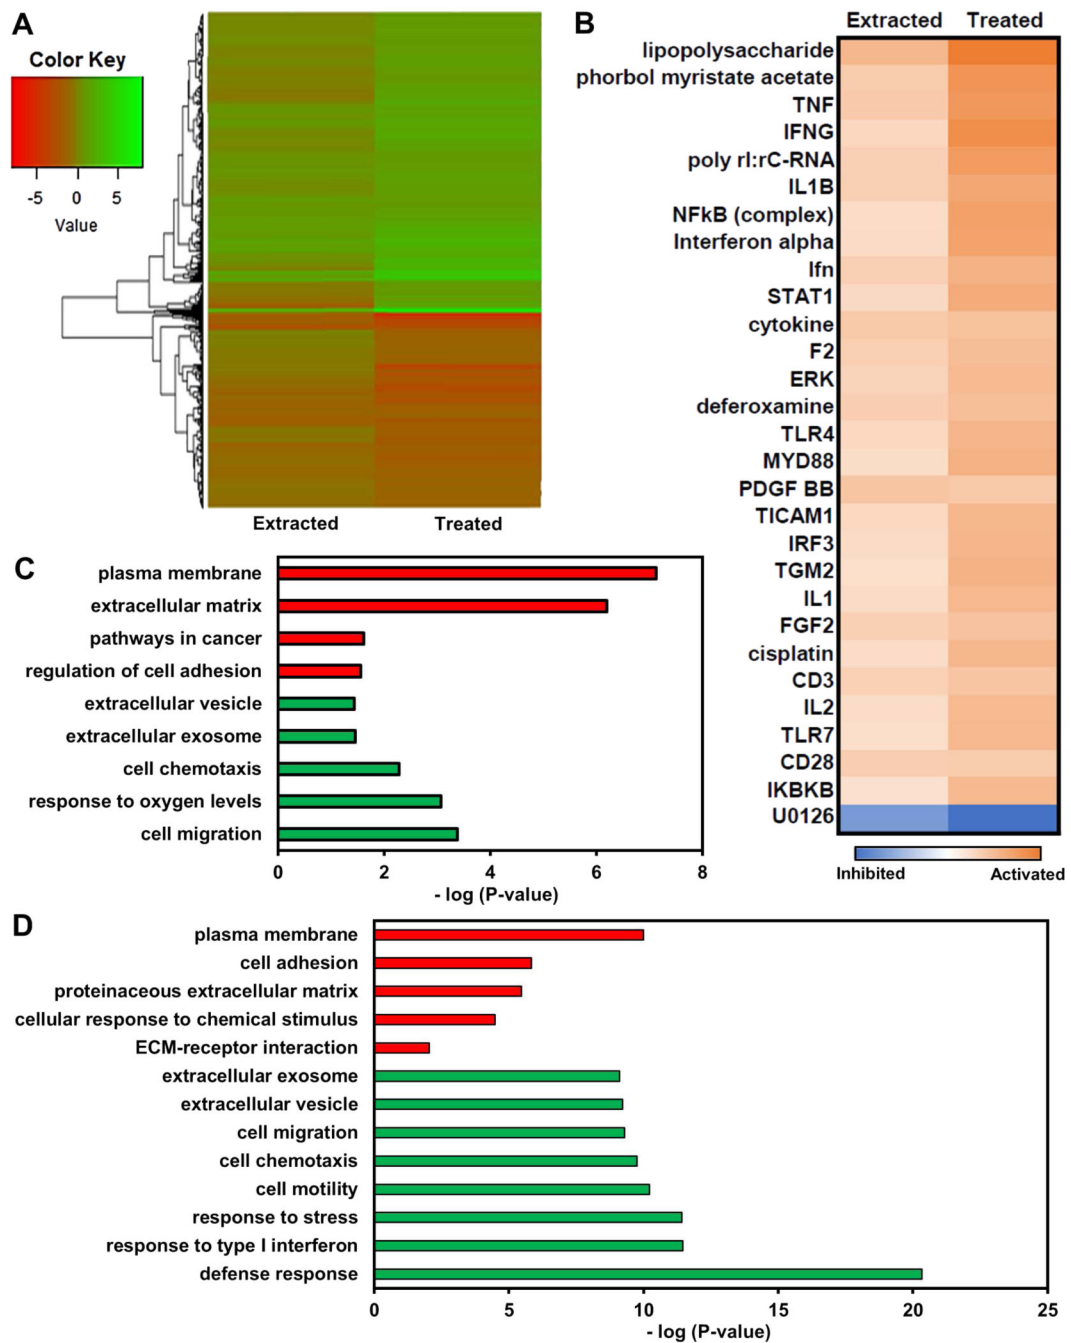 A
Color Key
-5 0 5
Value
Extracted Treated
B
Extracted Treated
lipopolysaccharide
phorbol myristate acetate
TNF
IFNG
poly rI:rC-RNA
IL1B
NFkB (complex)
Interferon alpha
Ifn
STAT1
cytokine
F2
ERK
deferoxamine
TLR4
MYD88
PDGF BB
TICAM1
IRF3
TGM2
IL1
FGF2
cisplatin
CD3
IL2
TLR7
CD28
IKBKB
U0126
Inhibited Activated
C
plasma membrane
extracellular matrix
pathways in cancer
regulation of cell adhesion
extracellular vesicle
extracellular exosome
cell chemotaxis
response to oxygen levels
cell migration
0 2 4 6 8
- log (P-value)
D
plasma membrane
cell adhesion
proteinaceous extracellular matrix
cellular response to chemical stimulus
ECM-receptor interaction
extracellular exosome
extracellular vesicle
cell migration
cell chemotaxis
cell motility
response to stress
response to type I interferon
defense response
0 5 10 15 20 25
- log (P-value)